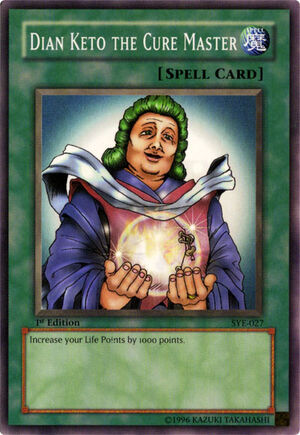 DIAN KETO THE CURE MASTER
SPELL
魔
[SPELL CARD]
1st Edition
SYE-027
Increase your Life Points by 1000 points.
©1996 KAZUKI TAKAHASHI